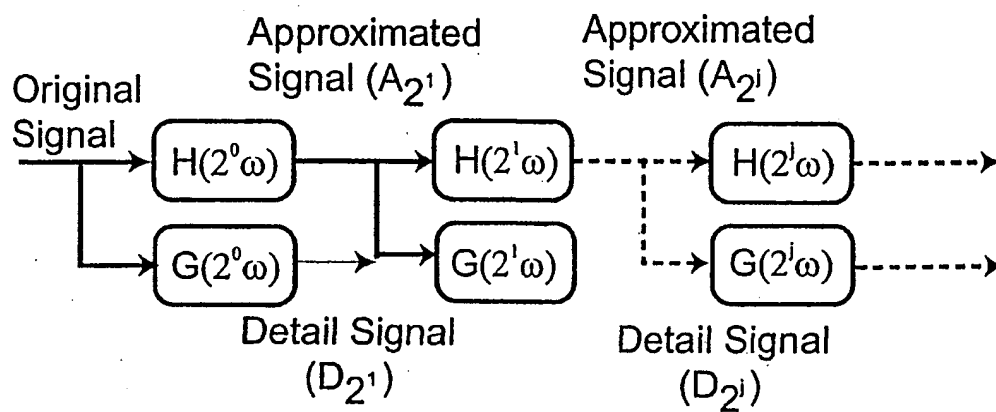 Approximated
Signal (A₂¹)
Approximated
Signal (A₂ʲ)
Original
Signal
H(2⁰ω)
H(2¹ω)
H(2ʲω)
G(2⁰ω)
G(2¹ω)
G(2ʲω)
Detail Signal
(D₂¹)
Detail Signal
(D₂ʲ)